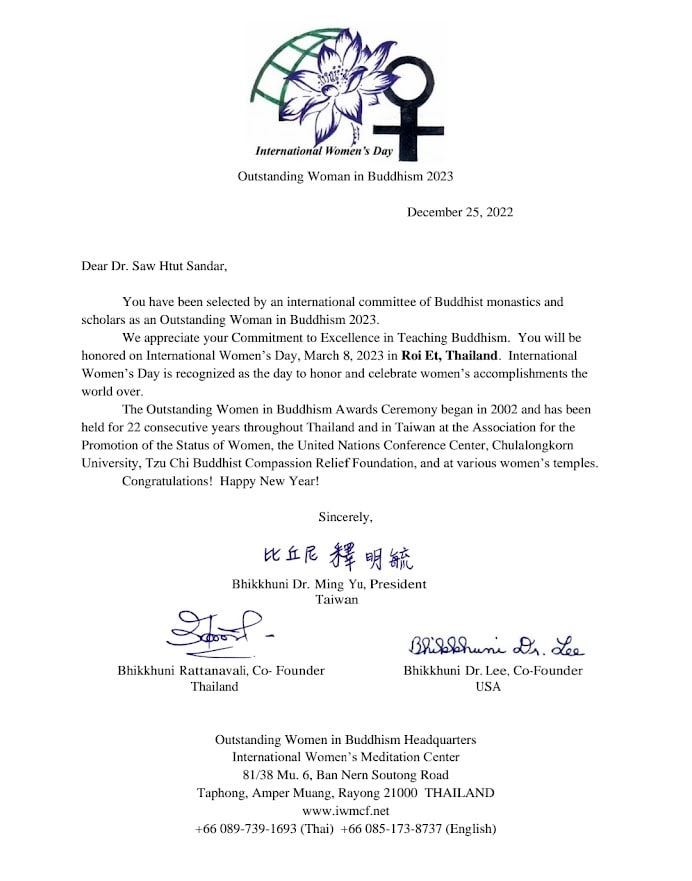 International Women's Day
Outstanding Woman in Buddhism 2023
December 25, 2022
Dear Dr. Saw Htut Sandar,
You have been selected by an international committee of Buddhist monastics and
scholars as an Outstanding Woman in Buddhism 2023.
We appreciate your Commitment to Excellence in Teaching Buddhism.  You will be
honored on International Women's Day, March 8, 2023 in Roi Et, Thailand.  International
Women's Day is recognized as the day to honor and celebrate women's accomplishments the
world over.
The Outstanding Women in Buddhism Awards Ceremony began in 2002 and has been
held for 22 consecutive years throughout Thailand and in Taiwan at the Association for the
Promotion of the Status of Women, the United Nations Conference Center, Chulalongkorn
University, Tzu Chi Buddhist Compassion Relief Foundation, and at various women's temples.
Congratulations!  Happy New Year!
Sincerely,
比丘尼 釋明毓
Bhikkhuni Dr. Ming Yu, President
Taiwan
Bhikkhuni Dr. Lee
Bhikkhuni Rattanavali, Co- Founder
Bhikkhuni Dr. Lee, Co-Founder
Thailand
USA
Outstanding Women in Buddhism Headquarters
International Women's Meditation Center
81/38 Mu. 6, Ban Nern Soutong Road
Taphong, Amper Muang, Rayong 21000  THAILAND
www.iwmcf.net
+66 089-739-1693 (Thai)  +66 085-173-8737 (English)